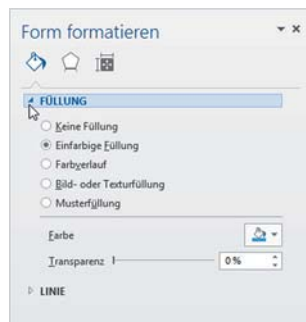 Form formatieren
FÜLLUNG
Keine Füllung
Einfarbige Füllung
Farbverlauf
Bild- oder Texturfüllung
Musterfüllung
Farbe
Transparenz 0%
LINIE